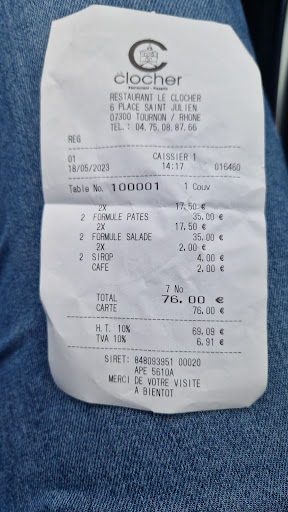 C
LE
clocher
Restaurant - Pizzeria
RESTAURANT LE CLOCHER
6 PLACE SAINT JULIEN
07300 TOURNON / RHONE
TEL. : 04.75.08.87.66
REG
01 CAISSIER 1
18/05/2023 14:17 016460
Table No. 100001 1 Couv
2X 17,50 €
2 FORMULE PATES 35.00 €
2X 17,50 €
2 FORMULE SALADE 35.00 €
2X 2,00 €
2 SIROP 4.00 €
CAFE 2.00 €
7 No
TOTAL 76.00 €
CARTE 76.00 €
H.T. 10% 69.09 €
TVA 10% 6.91 €
SIRET: 848093951 00020
APE 5610A
MERCI DE VOTRE VISITE
A BIENTOT